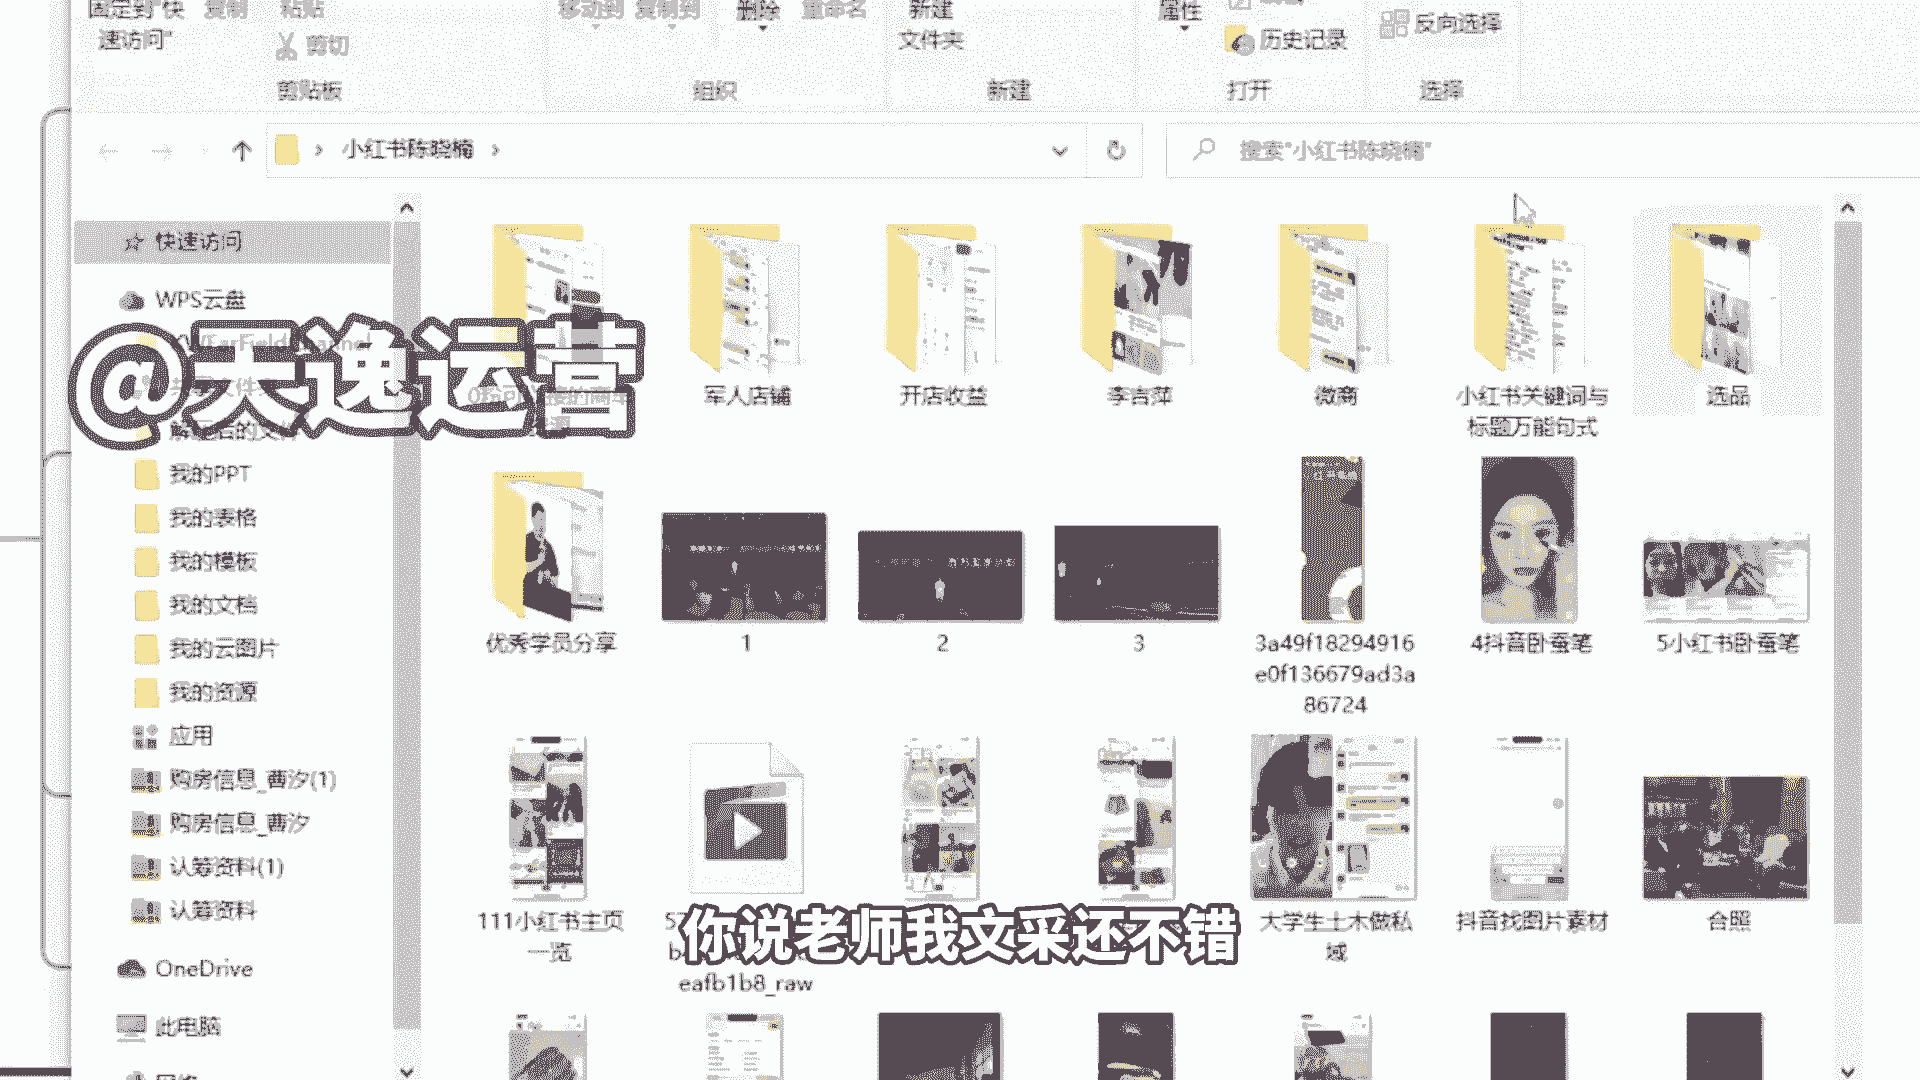 固定到"快
速访问"
复制
粘贴
剪切
剪贴板
移动到
复制到
删除
重命名
组织
新建
文件夹
新建
属性
历史记录
打开
反向选择
选择
小红书陈晓楠
搜索"小红书陈晓楠"
快速访问
WPS云盘
我的PPT
我的表格
我的模板
我的文档
我的云图片
我的资源
应用
购房信息_曹汐(1)
购房信息_曹汐
认筹资料(1)
认筹资料
OneDrive
此电脑
网络
@天逸运营
军人店铺
开店收益
李吉萍
微商
小红书关键词与
标题万能句式
选品
优秀学员分享
1
2
3
3a49f18294916
e0f136679ad3a
86724
4抖音卧蚕笔
5小红书卧蚕笔
111小红书主页
一览
eafb1b8_raw
大学生土木做私
域
抖音找图片素材
合照
你说老师我文采还不错